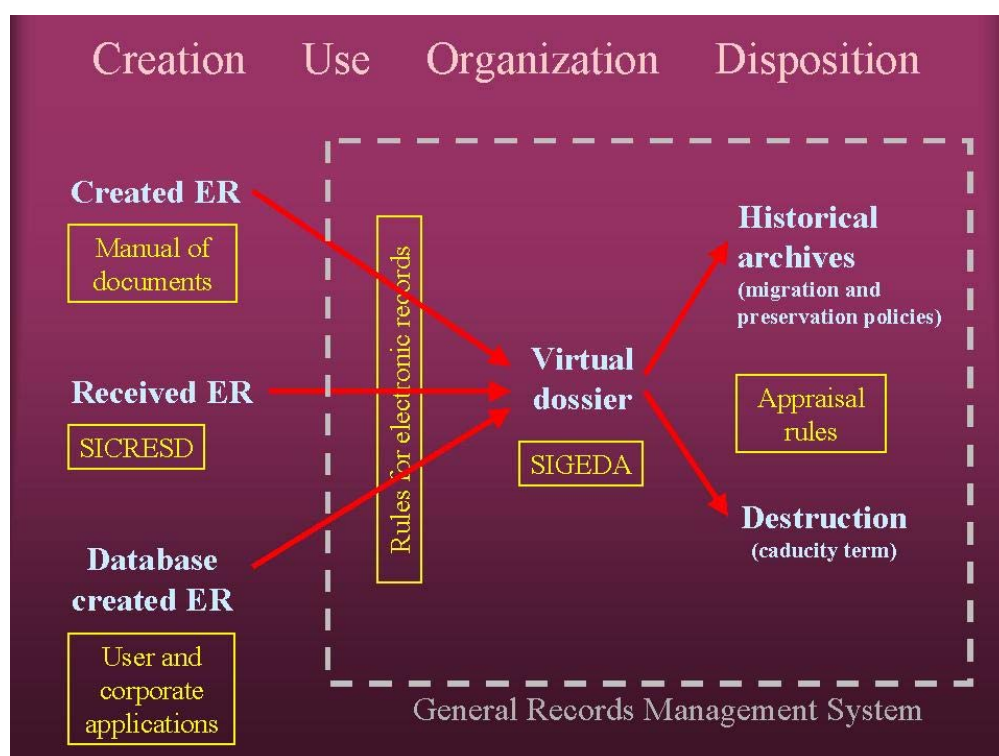 Creation Use Organization Disposition
Created ER
Manual of
documents
Received ER
SICRESD
Database
created ER
User and
corporate
applications
Rules for electronic records
Virtual
dossier
SIGEDA
Historical
archives
(migration and
preservation policies)
Appraisal
rules
Destruction
(caducity term)
General Records Management System